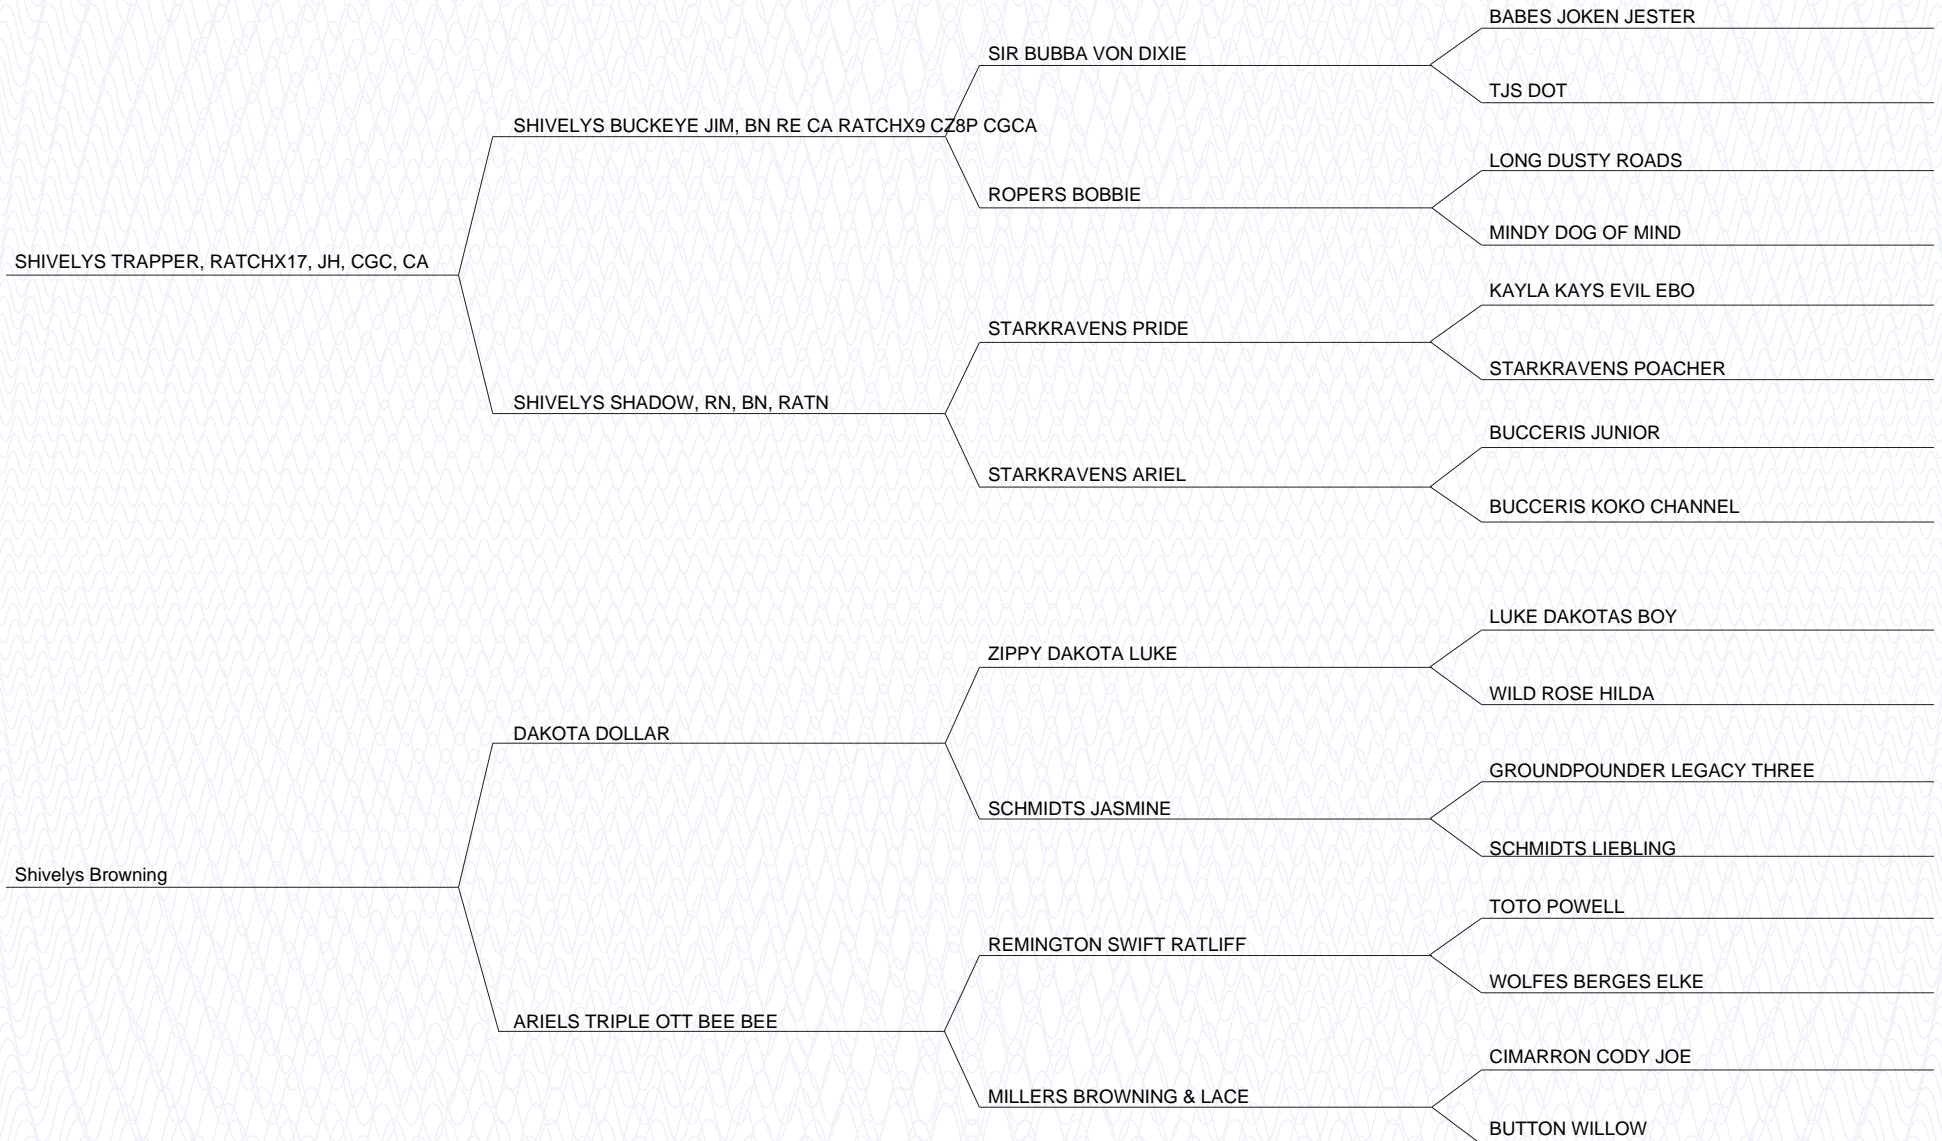 BABES JOKEN JESTER
SIR BUBBA VON DIXIE
TJS DOT
SHIVELYS BUCKEYE JIM, BN RE CA RATCHX9 CZ8P CGCA
LONG DUSTY ROADS
ROPERS BOBBIE
MINDY DOG OF MIND
SHIVELYS TRAPPER, RATCHX17, JH, CGC, CA
KAYLA KAYS EVIL EBO
STARKRAVENS PRIDE
STARKRAVENS POACHER
SHIVELYS SHADOW, RN, BN, RATN
BUCCERIS JUNIOR
STARKRAVENS ARIEL
BUCCERIS KOKO CHANNEL
LUKE DAKOTAS BOY
ZIPPY DAKOTA LUKE
WILD ROSE HILDA
DAKOTA DOLLAR
GROUNDPOUNDER LEGACY THREE
SCHMIDTS JASMINE
SCHMIDTS LIEBLING
Shivelys Browning
TOTO POWELL
REMINGTON SWIFT RATLIFF
WOLFES BERGES ELKE
ARIELS TRIPLE OTT BEE BEE
CIMARRON CODY JOE
MILLERS BROWNING & LACE
BUTTON WILLOW